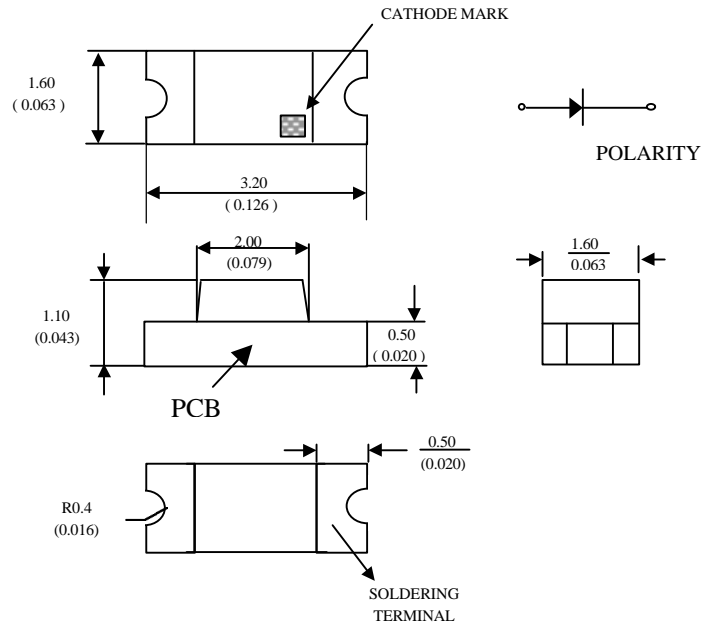 CATHODE MARK
1.60
( 0.063 )
3.20
( 0.126 )
POLARITY
2.00
(0.079)
1.60
0.063
1.10
(0.043)
0.50
( 0.020 )
PCB
0.50
(0.020)
R0.4
(0.016)
SOLDERING
TERMINAL